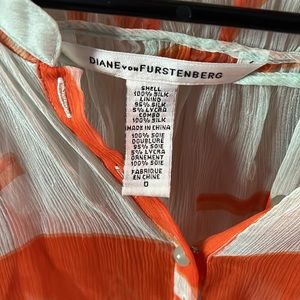 DIANE VON FURSTENBERG
SHELL
100% SILK
LINING
95% SILK
5% LYCRA
COMBO
100% SILK
MADE IN CHINA
100% SOIE
DOUBLURE
95% SOIE
5% LYCRA
ORNEMENT
100% SOIE
FABRIQUE
EN CHINE
0